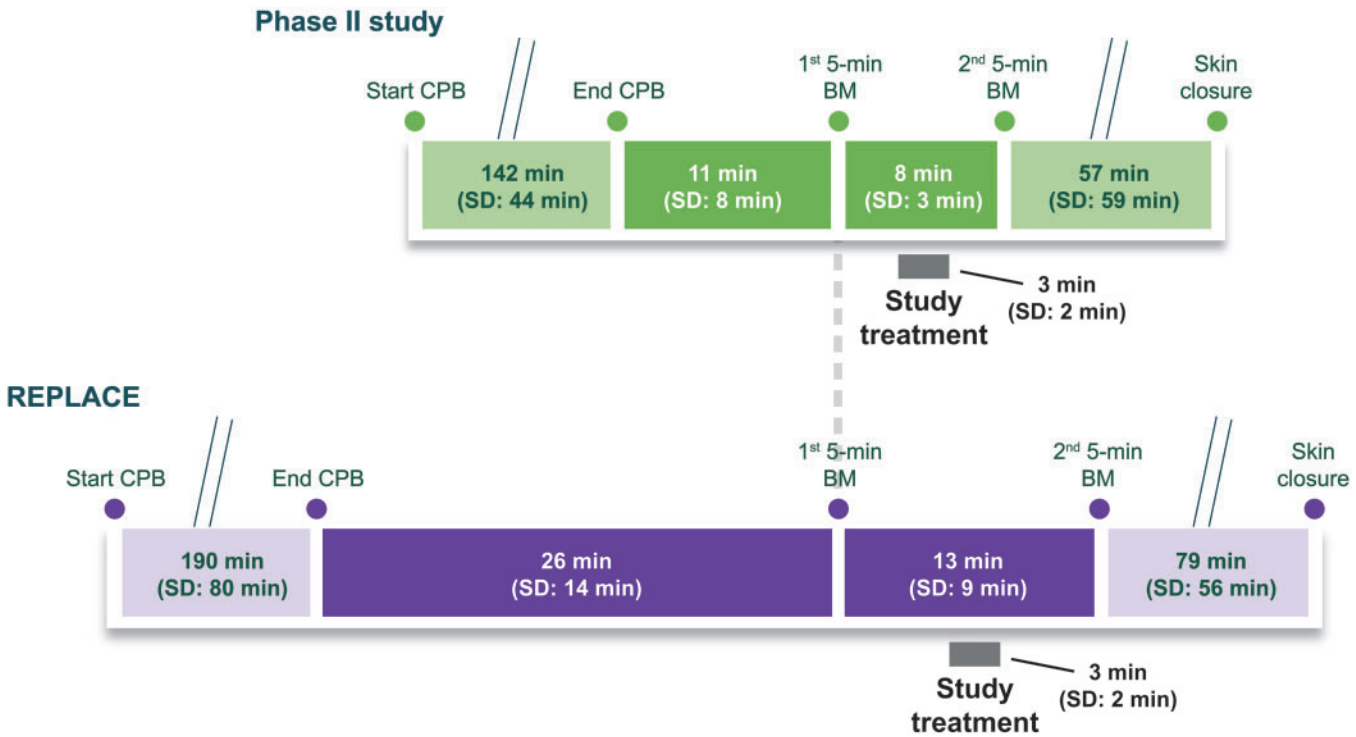 Phase II study
Start CPB
End CPB
1st 5-min
BM
2nd 5-min
BM
Skin
closure
142 min
(SD: 44 min)
11 min
(SD: 8 min)
8 min
(SD: 3 min)
57 min
(SD: 59 min)
Study
treatment
3 min
(SD: 2 min)
REPLACE
Start CPB
End CPB
1st 5-min
BM
2nd 5-min
BM
Skin
closure
190 min
(SD: 80 min)
26 min
(SD: 14 min)
13 min
(SD: 9 min)
79 min
(SD: 56 min)
Study
treatment
3 min
(SD: 2 min)